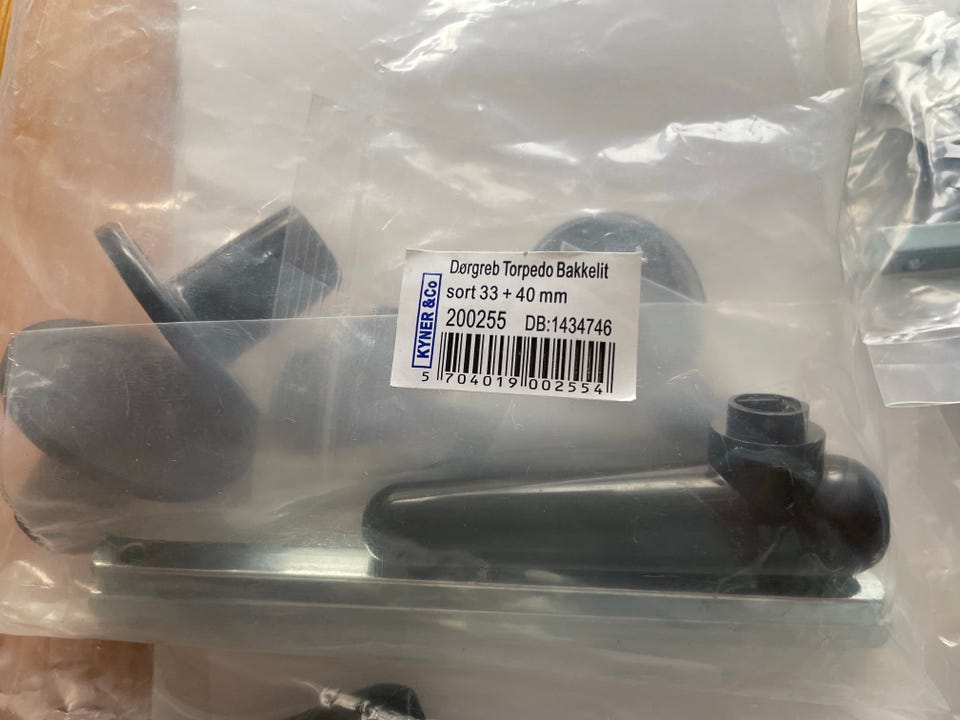 Dørgreb Torpedo Bakkelit
sort 33 + 40 mm
KYNER &Co
200255 DB:1434746
5 704019 002554